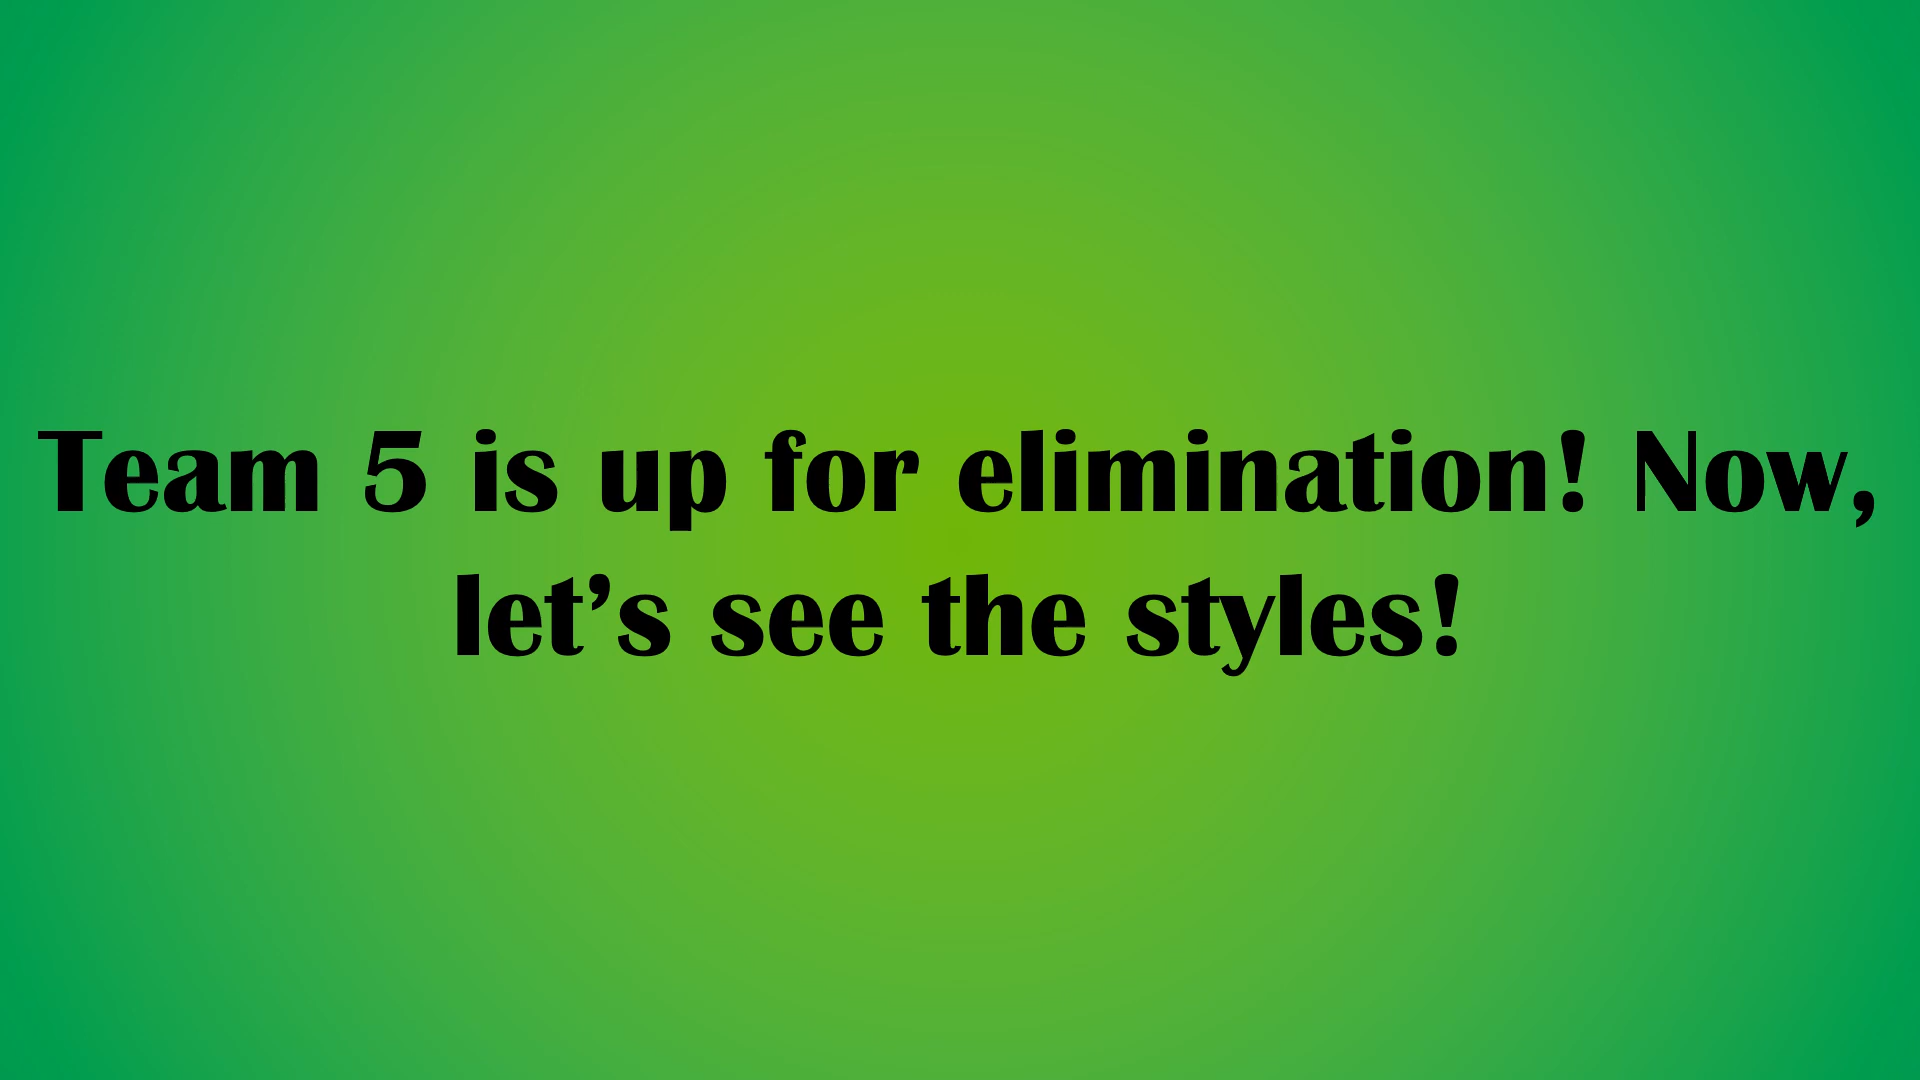 Team 5 is up for elimination! Now,
let’s see the styles!